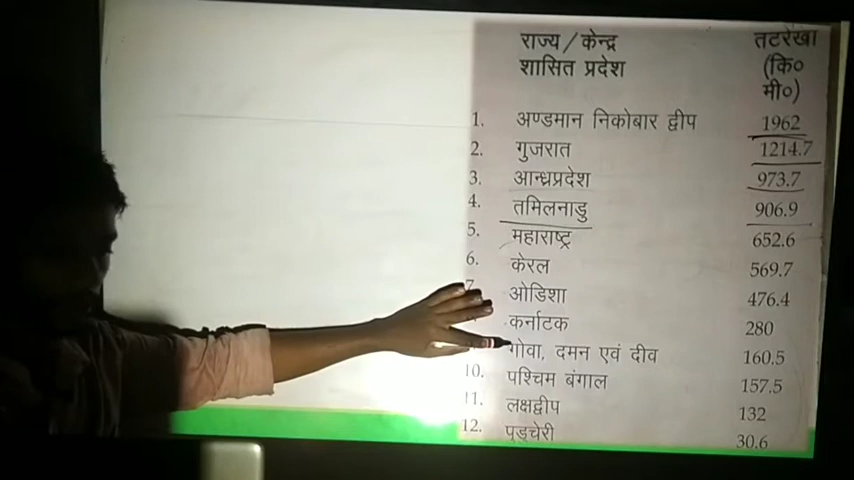 राज्य/केन्द्र शासित प्रदेश तटरेखा (कि० मी०)
1. अण्डमान निकोबार द्वीप 1962
2. गुजरात 1214.7
3. आन्ध्रप्रदेश 973.7
4. तमिलनाडु 906.9
5. महाराष्ट्र 652.6
6. केरल 569.7
7. ओडिशा 476.4
कर्नाटक 280
गोवा, दमन एवं दीव 160.5
10. पश्चिम बंगाल 157.5
11. लक्षद्वीप 132
12. पुडुचेरी 30.6